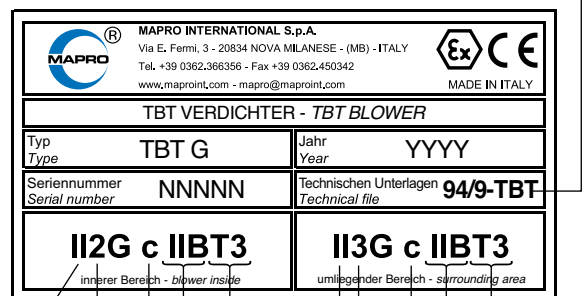 MAPRO ®
MAPRO INTERNATIONAL S.p.A.
Via E. Fermi, 3 - 20834 NOVA MILANESE - (MB) - ITALY
Tel. +39 0362.366356 - Fax +39 0362.450342
www.maproint.com - mapro@maproint.com
Ex CE
MADE IN ITALY
TBT VERDICHTER - TBT BLOWER
Typ
Type
TBT G
Jahr
Year
YYYY
Seriennummer
Serial number
NNNNN
Technischen Unterlagen
Technical file
94/9-TBT
II2G c IIBT3
innerer Bereich - blower inside
II3G c IIBT3
umliegender Bereich - surrounding area